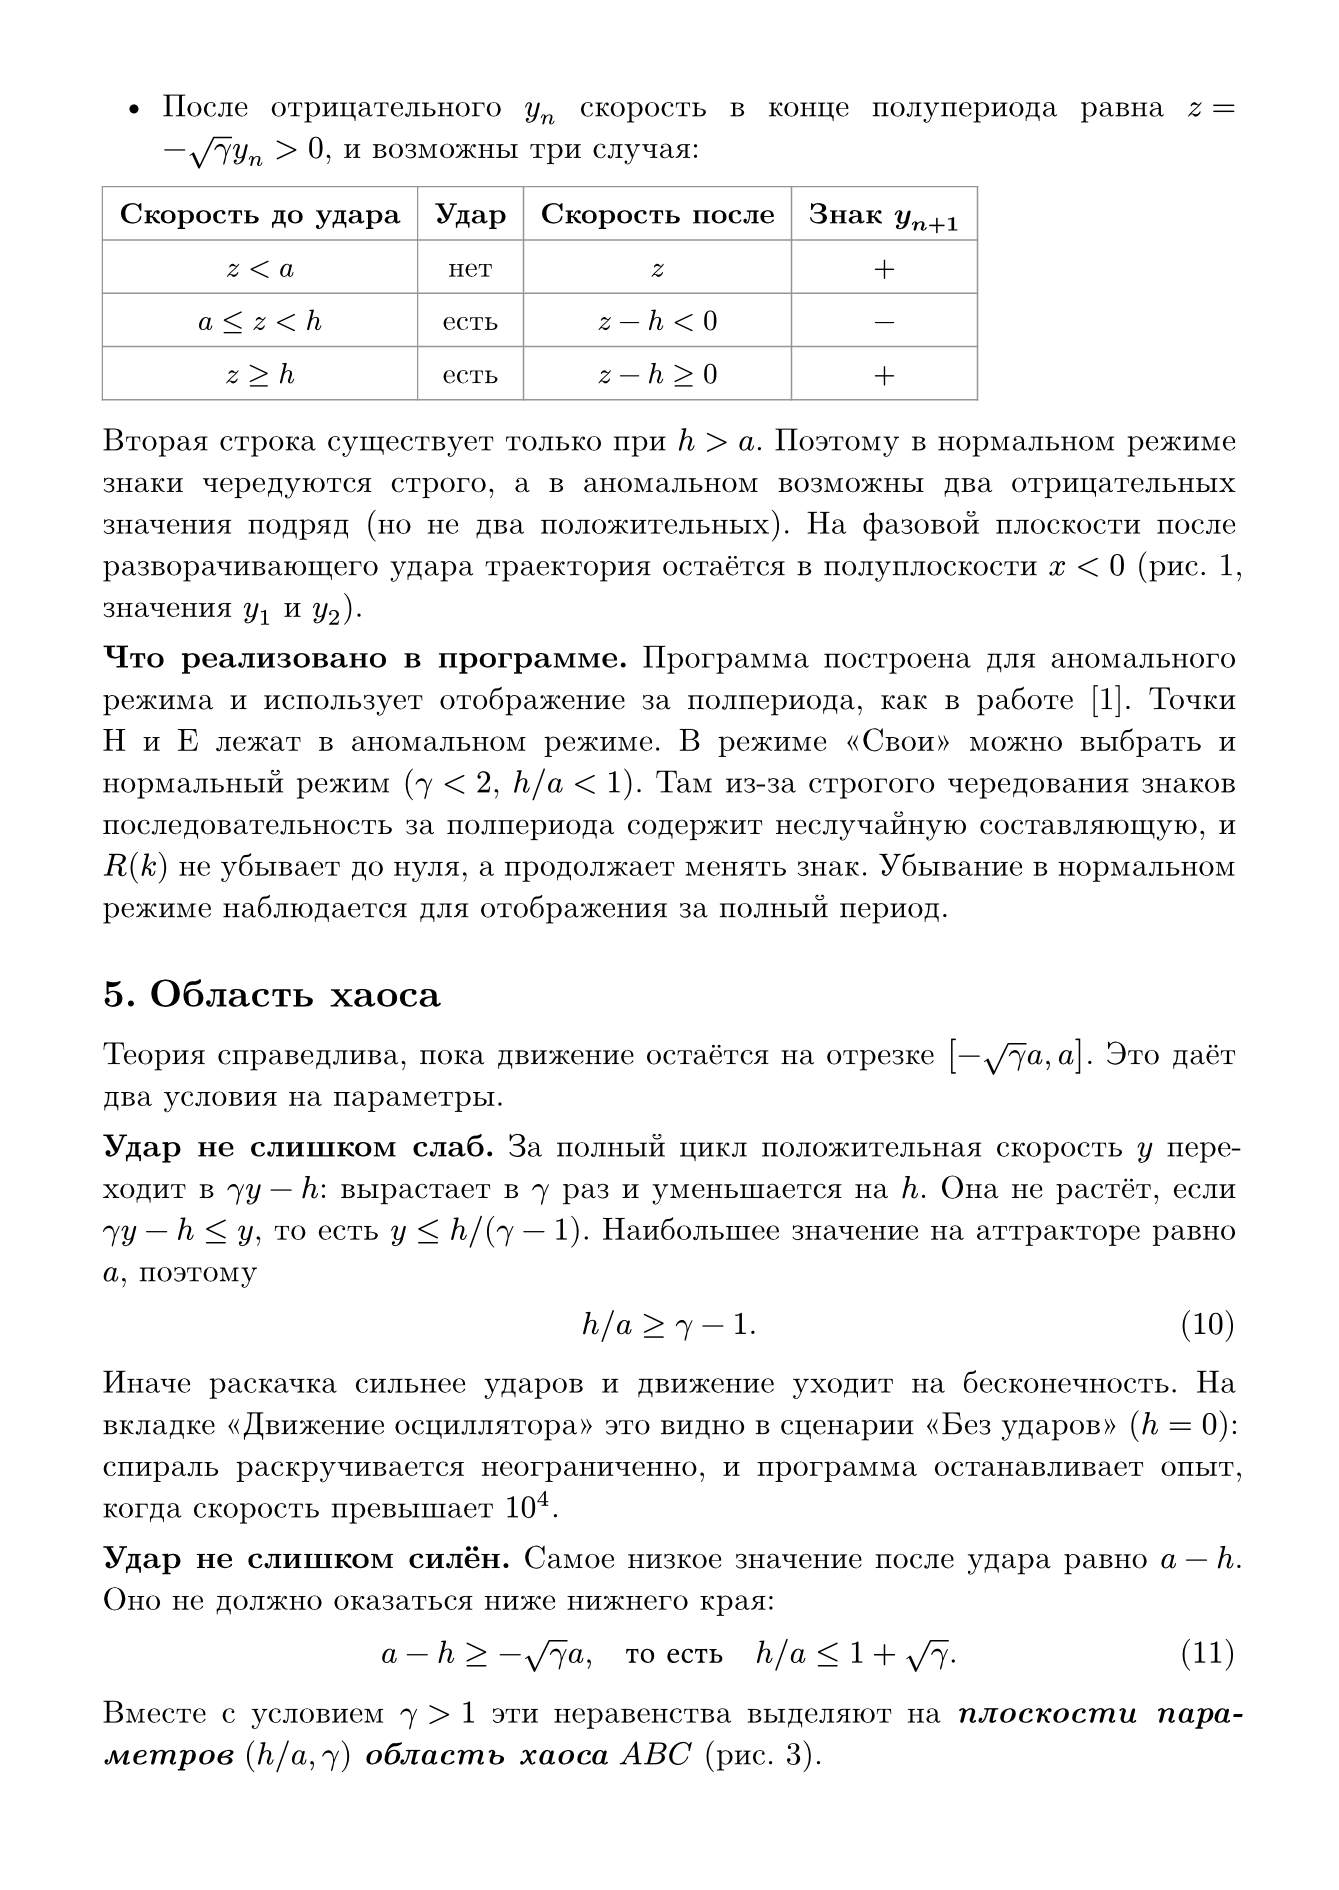 • После отрицательного yₙ скорость в конце полупериода равна z =
−√γyₙ > 0, и возможны три случая:
Скорость до удара Удар Скорость после Знак yₙ₊₁
z < a нет z +
a ≤ z < h есть z − h < 0 −
z ≥ h есть z − h ≥ 0 +
Вторая строка существует только при h > a. Поэтому в нормальном режиме
знаки чередуются строго, а в аномальном возможны два отрицательных
значения подряд (но не два положительных). На фазовой плоскости после
разворачивающего удара траектория остаётся в полуплоскости x < 0 (рис. 1,
значения y₁ и y₂).
Что реализовано в программе. Программа построена для аномального
режима и использует отображение за полпериода, как в работе [1]. Точки
Н и Е лежат в аномальном режиме. В режиме «Свои» можно выбрать и
нормальный режим (γ < 2, h/a < 1). Там из-за строгого чередования знаков
последовательность за полпериода содержит неслучайную составляющую, и
R(k) не убывает до нуля, а продолжает менять знак. Убывание в нормальном
режиме наблюдается для отображения за полный период.
5. Область хаоса
Теория справедлива, пока движение остаётся на отрезке [−√γa, a]. Это даёт
два условия на параметры.
Удар не слишком слаб. За полный цикл положительная скорость y пере-
ходит в γy − h: вырастает в γ раз и уменьшается на h. Она не растёт, если
γy − h ≤ y, то есть y ≤ h/(γ − 1). Наибольшее значение на аттракторе равно
a, поэтому
h/a ≥ γ − 1. (10)
Иначе раскачка сильнее ударов и движение уходит на бесконечность. На
вкладке «Движение осциллятора» это видно в сценарии «Без ударов» (h = 0):
спираль раскручивается неограниченно, и программа останавливает опыт,
когда скорость превышает 10⁴.
Удар не слишком силён. Самое низкое значение после удара равно a − h.
Оно не должно оказаться ниже нижнего края:
a − h ≥ −√γa, то есть h/a ≤ 1 + √γ. (11)
Вместе с условием γ > 1 эти неравенства выделяют на плоскости пара-
метров (h/a, γ) область хаоса ABC (рис. 3).